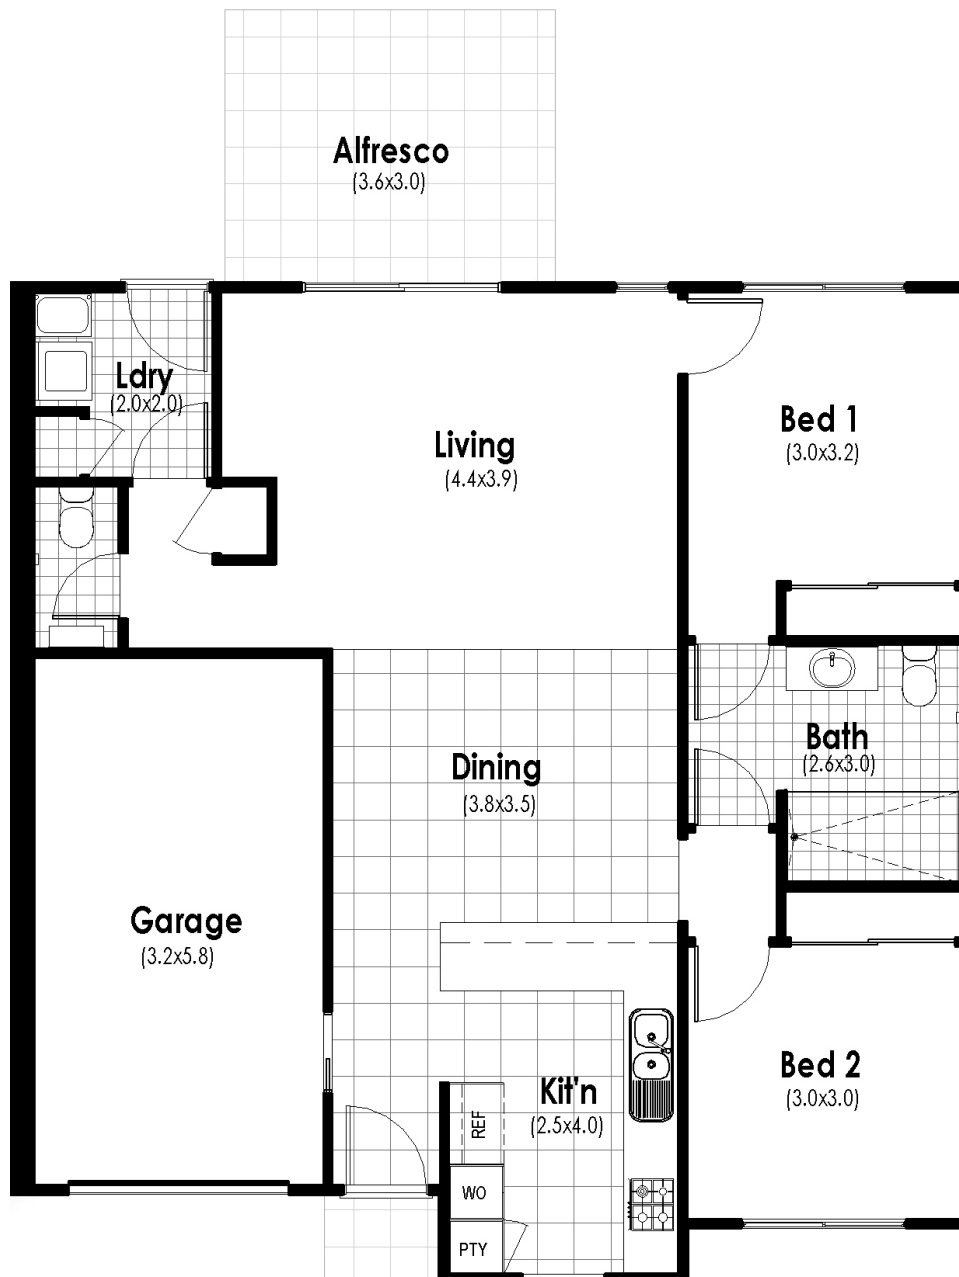 Alfresco
(3.6x3.0)
Ldry
(2.0x2.0)
Living
(4.4x3.9)
Bed 1
(3.0x3.2)
Bath
(2.6x3.0)
Dining
(3.8x3.5)
Garage
(3.2x5.8)
Kit'n
(2.5x4.0)
Bed 2
(3.0x3.0)
REF
WO
PTY